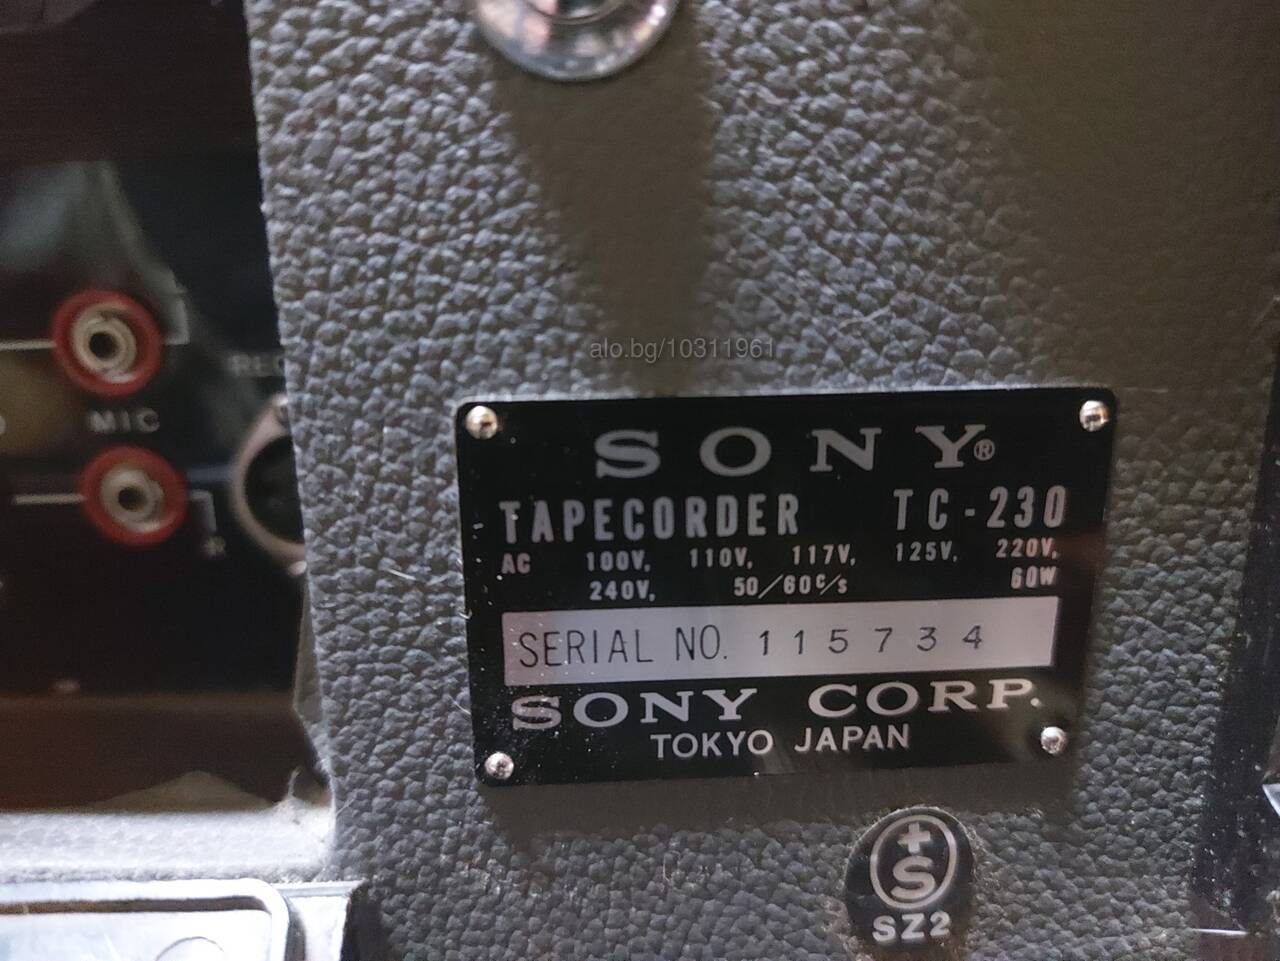 alo.bg/10311961
MIC
REC
R
SONY®
TAPECORDER TC-230
AC 100V, 110V, 117V, 125V, 220V,
240V, 50/60c/s 60W
SERIAL NO. 115734
SONY CORP.
TOKYO JAPAN
+S
SZ2